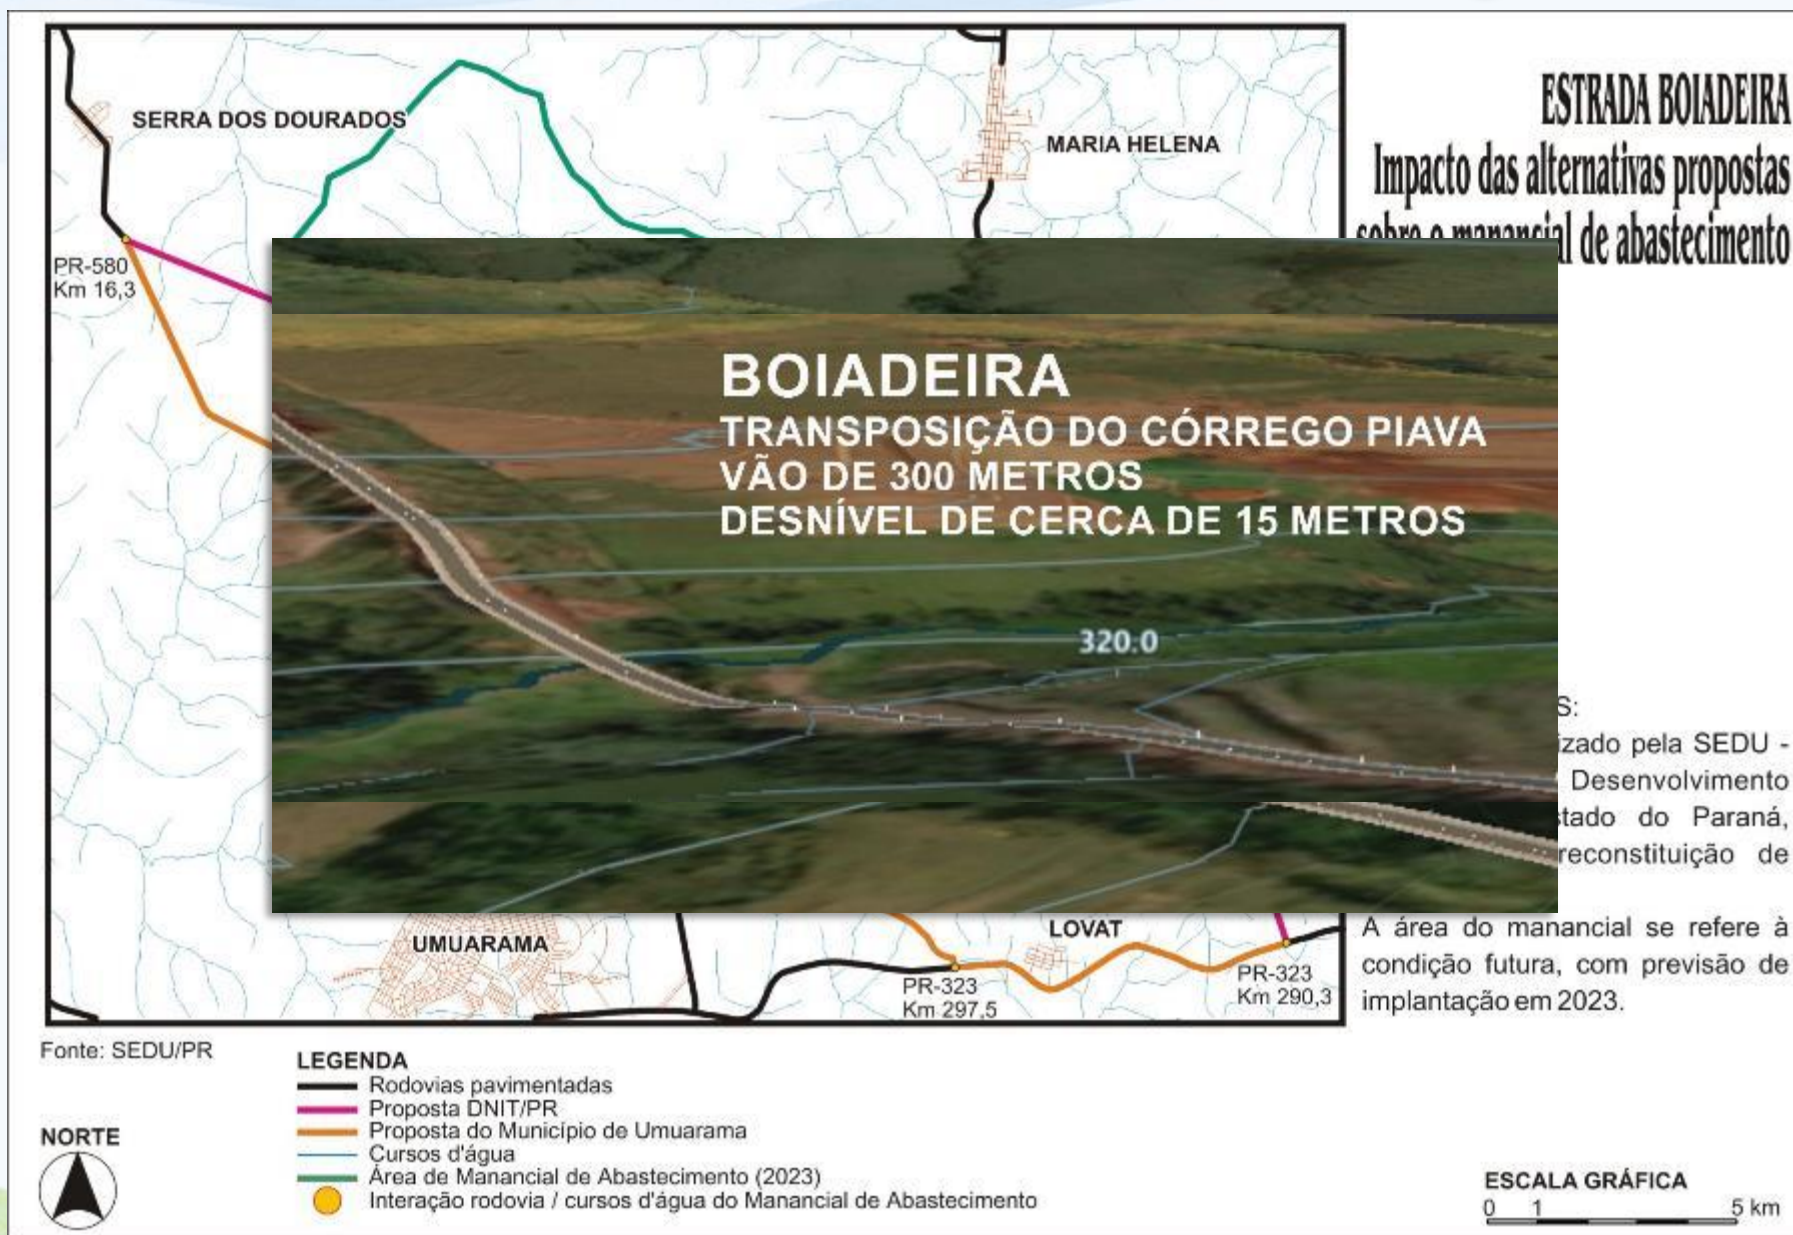 SERRA DOS DOURADOS
MARIA HELENA
PR-580
Km 16,3
ESTRADA BOIADEIRA
Impacto das alternativas propostas
sobre o manancial de abastecimento
BOIADEIRA
TRANSPOSIÇÃO DO CÓRREGO PIAVA
VÃO DE 300 METROS
DESNÍVEL DE CERCA DE 15 METROS
320.0
S:
izado pela SEDU -
Desenvolvimento
stado do Paraná,
reconstituição de
A área do manancial se refere à
condição futura, com previsão de
implantação em 2023.
UMUARAMA
LOVAT
PR-323
Km 297,5
PR-323
Km 290,3
Fonte: SEDU/PR
LEGENDA
Rodovias pavimentadas
Proposta DNIT/PR
Proposta do Município de Umuarama
Cursos d'água
Área de Manancial de Abastecimento (2023)
Interação rodovia / cursos d'água do Manancial de Abastecimento
NORTE
ESCALA GRÁFICA
0 1 5 km